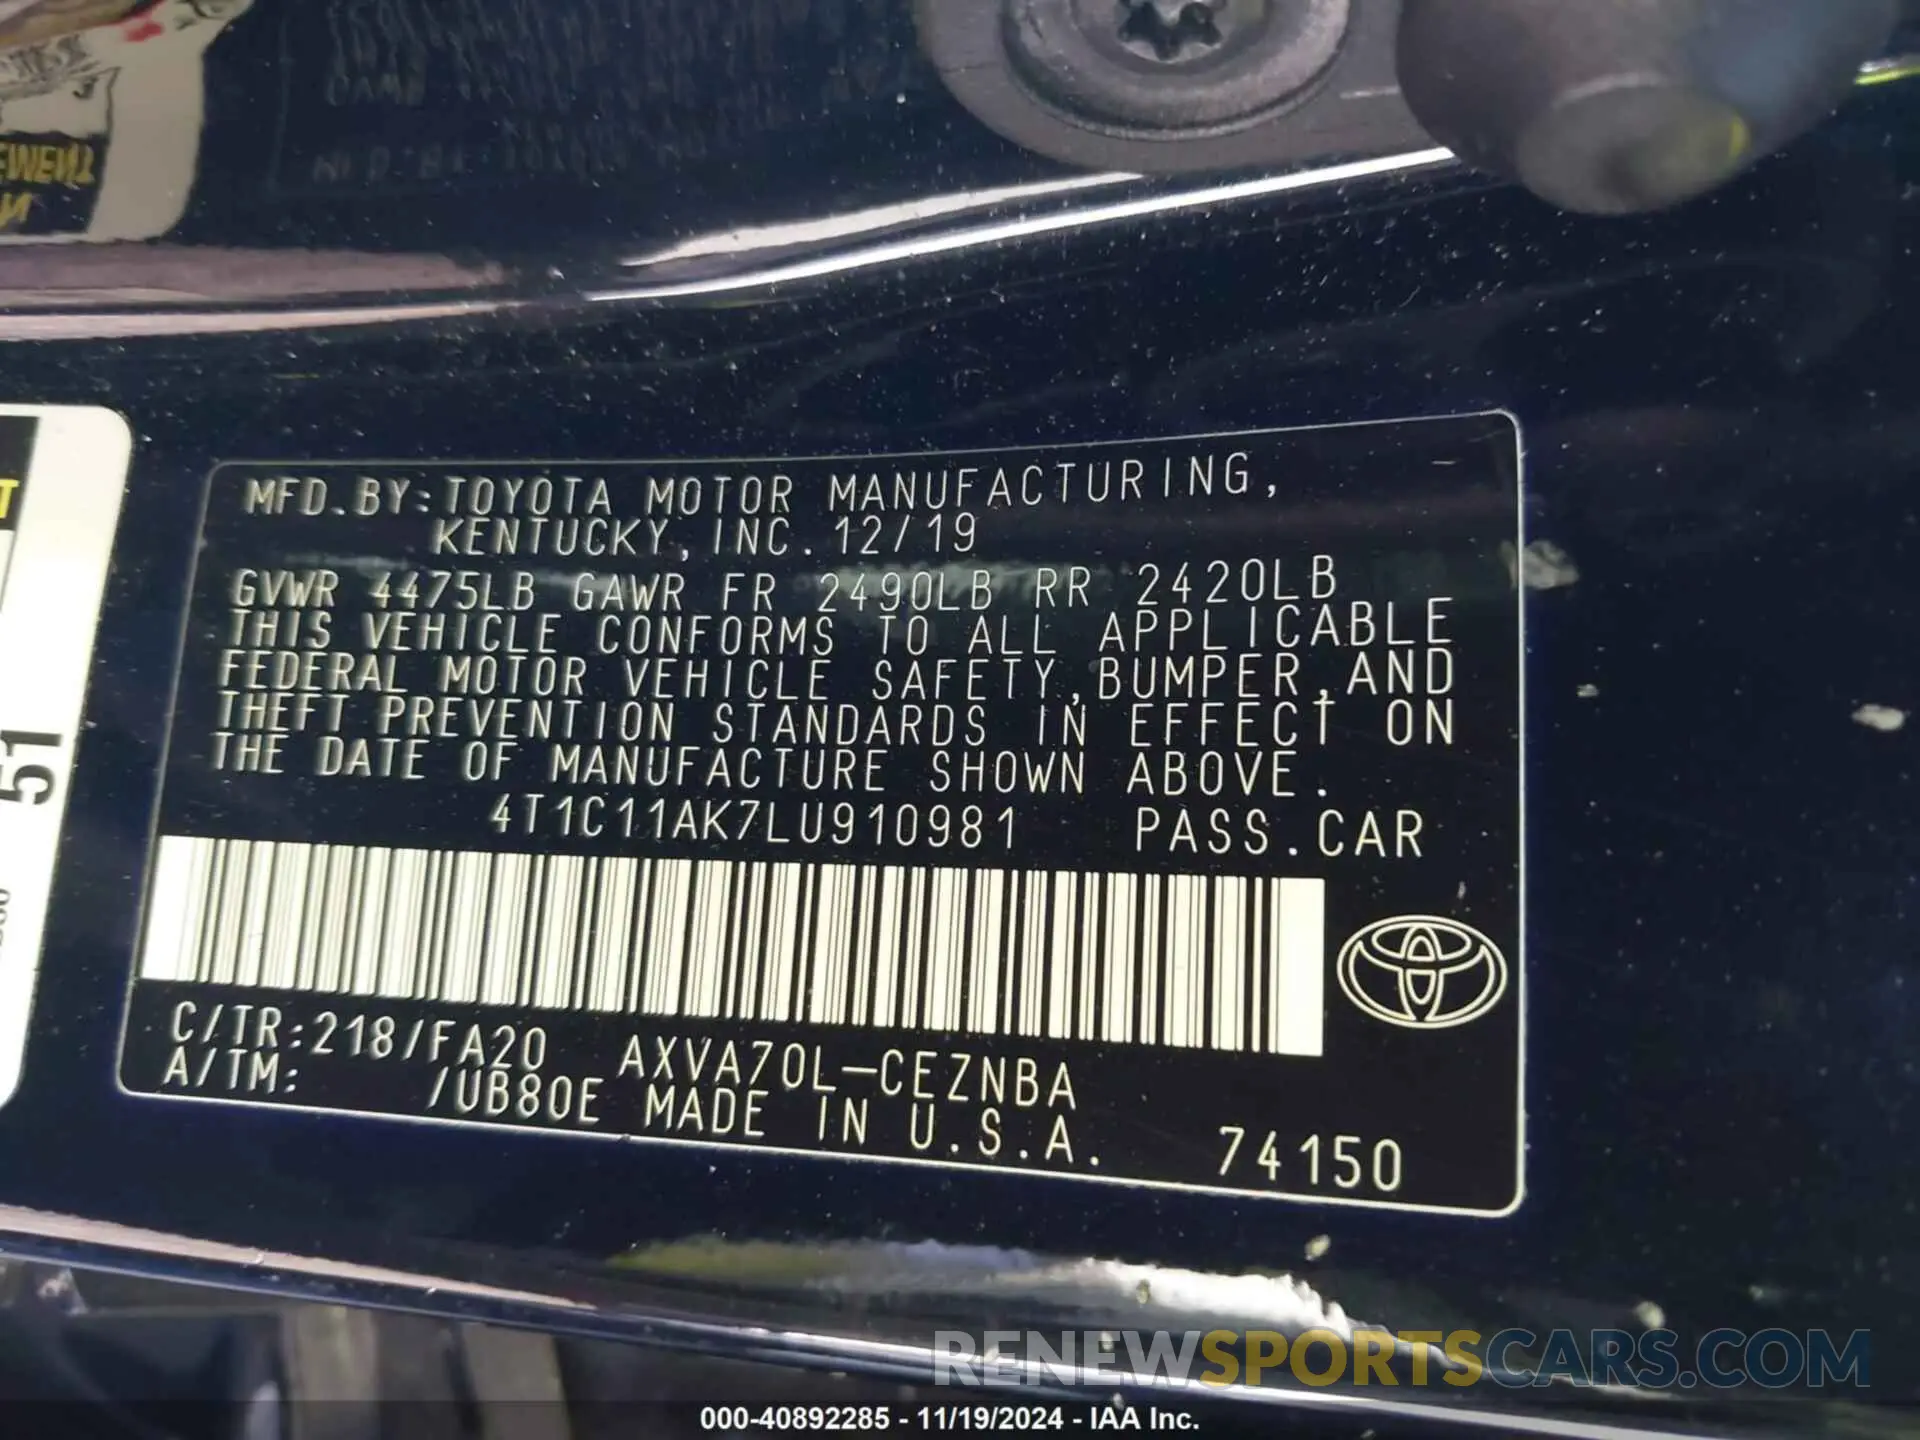 MFD.BY:TOYOTA MOTOR MANUFACTURING,
KENTUCKY, INC. 12/19
GVWR 4475LB GAWR FR 2490LB RR 2420LB
THIS VEHICLE CONFORMS TO ALL APPLICABLE
FEDERAL MOTOR VEHICLE SAFETY,BUMPER,AND
THEFT PREVENTION STANDARDS IN EFFECT ON
THE DATE OF MANUFACTURE SHOWN ABOVE.
4T1C11AK7LU910981 PASS.CAR
C/TR:218/FA20 AXVA70L-CEZNBA
A/TM: /UB80E MADE IN U.S.A.
74150
51
RENEWSPORTSCARS.COM
000-40892285 - 11/19/2024 - IAA Inc.